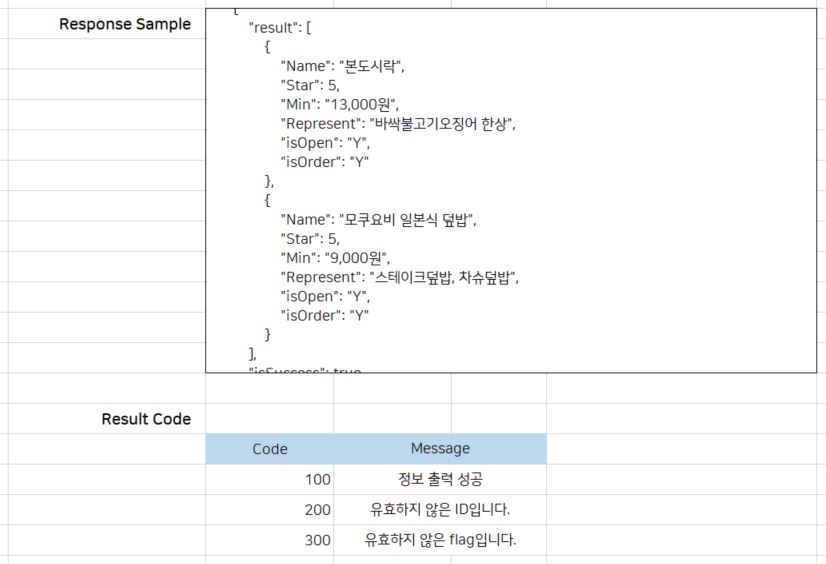 Response Sample
{
"result": [
{
"Name": "본도시락",
"Star": 5,
"Min": "13,000원",
"Represent": "바싹불고기오징어 한상",
"isOpen": "Y",
"isOrder": "Y"
},
{
"Name": "모쿠요비 일본식 덮밥",
"Star": 5,
"Min": "9,000원",
"Represent": "스테이크덮밥, 차슈덮밥",
"isOpen": "Y",
"isOrder": "Y"
}
],
"isSuccess": true
Result Code
Code Message
100 정보 출력 성공
200 유효하지 않은 ID입니다.
300 유효하지 않은 flag입니다.